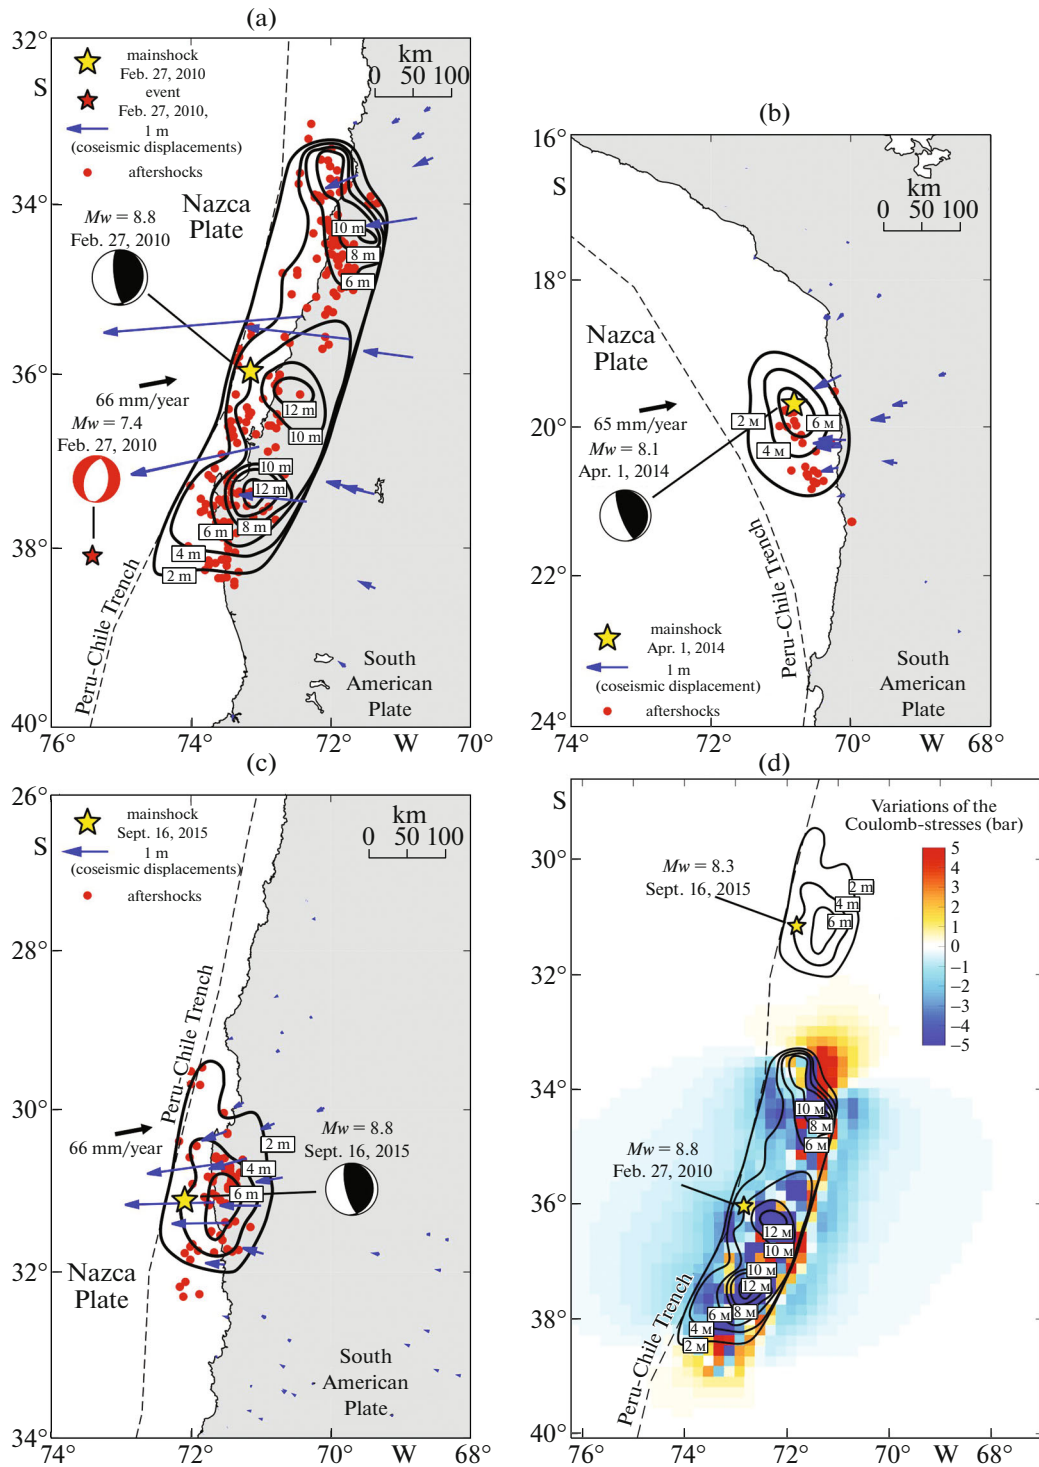 (a)
32°
S
34°
36°
38°
40°
76°
74°
72°
W
70°
mainshock
Feb. 27, 2010
event
Feb. 27, 2010,
1 m
(coseismic displacements)
aftershocks
km
0 50 100
Nazca
Plate
Mw = 8.8
Feb. 27, 2010
10 m
8 m
6 m
66 mm/year
Mw = 7.4
Feb. 27, 2010
12 m
10 m
10 m
12 m
8 m
6 m
4 m
2 m
Peru-Chile Trench
South
American
Plate
(b)
16°
S
18°
20°
22°
24°
74
72
70°
W
68°
km
0 50 100
Nazca
Plate
65 mm/year
Mw = 8.1
Apr. 1, 2014
2 м
6 м
4 м
Peru-Chile Trench
mainshock
Apr. 1, 2014
1 m
(coseismic displacement)
aftershocks
South
American
Plate
(c)
26°
S
28°
30°
32°
34°
76°
74°
72°
W
68°
mainshock
Sept. 16, 2015
1 m
(coseismic displacements)
aftershocks
km
0 50 100
Peru-Chile Trench
66 mm/year
2 m
4 m
6 m
Mw = 8.8
Sept. 16, 2015
Nazca
Plate
South
American
Plate
(d)
S
30°
32°
34°
36°
38°
40°
76°
74°
72°
70°
W
68°
Variations of the
Coulomb-stresses (bar)
5
4
3
2
1
0
−1
−2
−3
−4
−5
Mw = 8.3
Sept. 16, 2015
2 m
4 m
6 m
10 м
8 м
6 м
Mw = 8.8
Feb. 27, 2010
12 м
10 м
10 м
12 м
8 м
6 м
4 м
2 м
Peru-Chile Trench